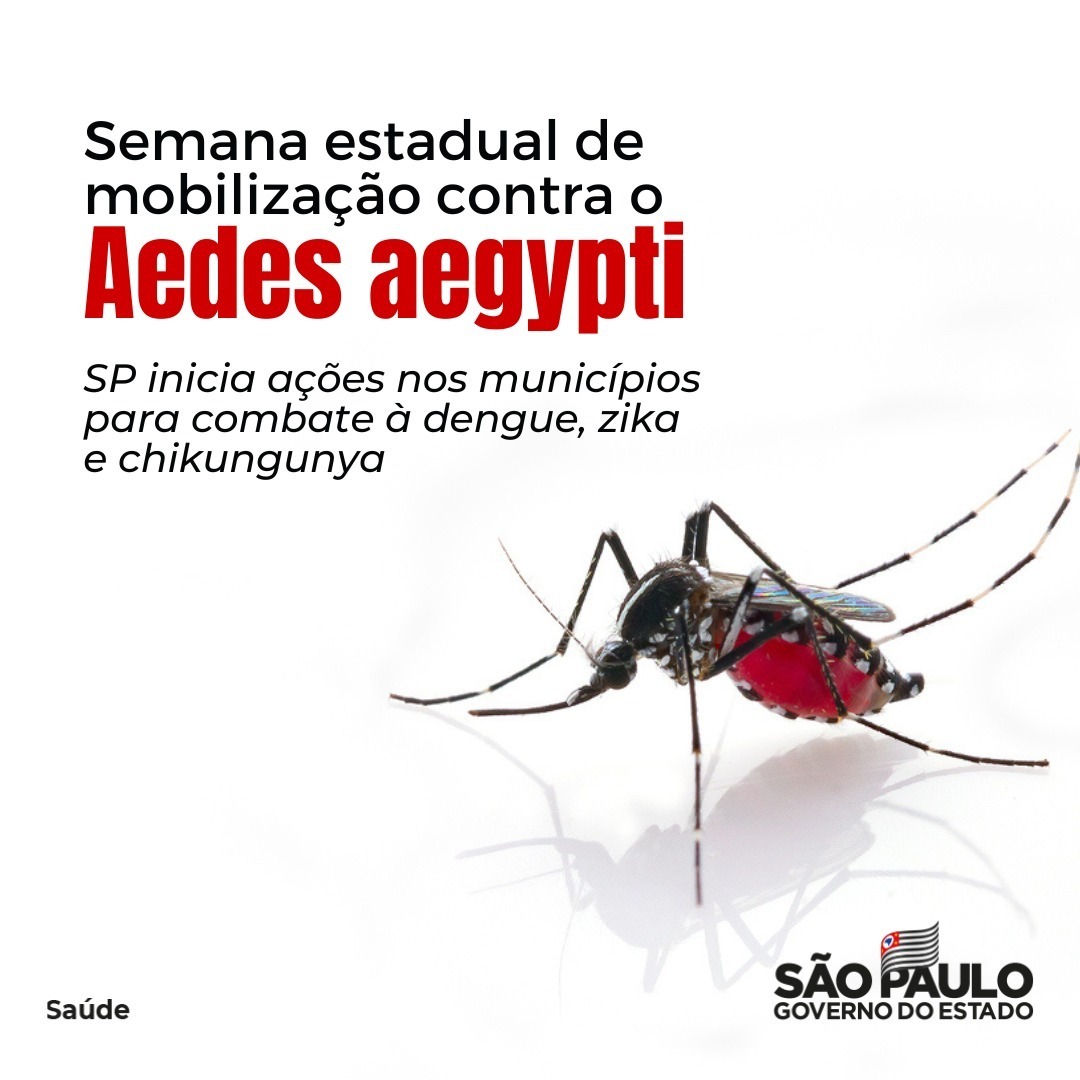 Semana estadual de
mobilização contra o
Aedes aegypti
SP inicia ações nos municípios
para combate à dengue, zika
e chikungunya
Saúde
SÃO PAULO
GOVERNO DO ESTADO